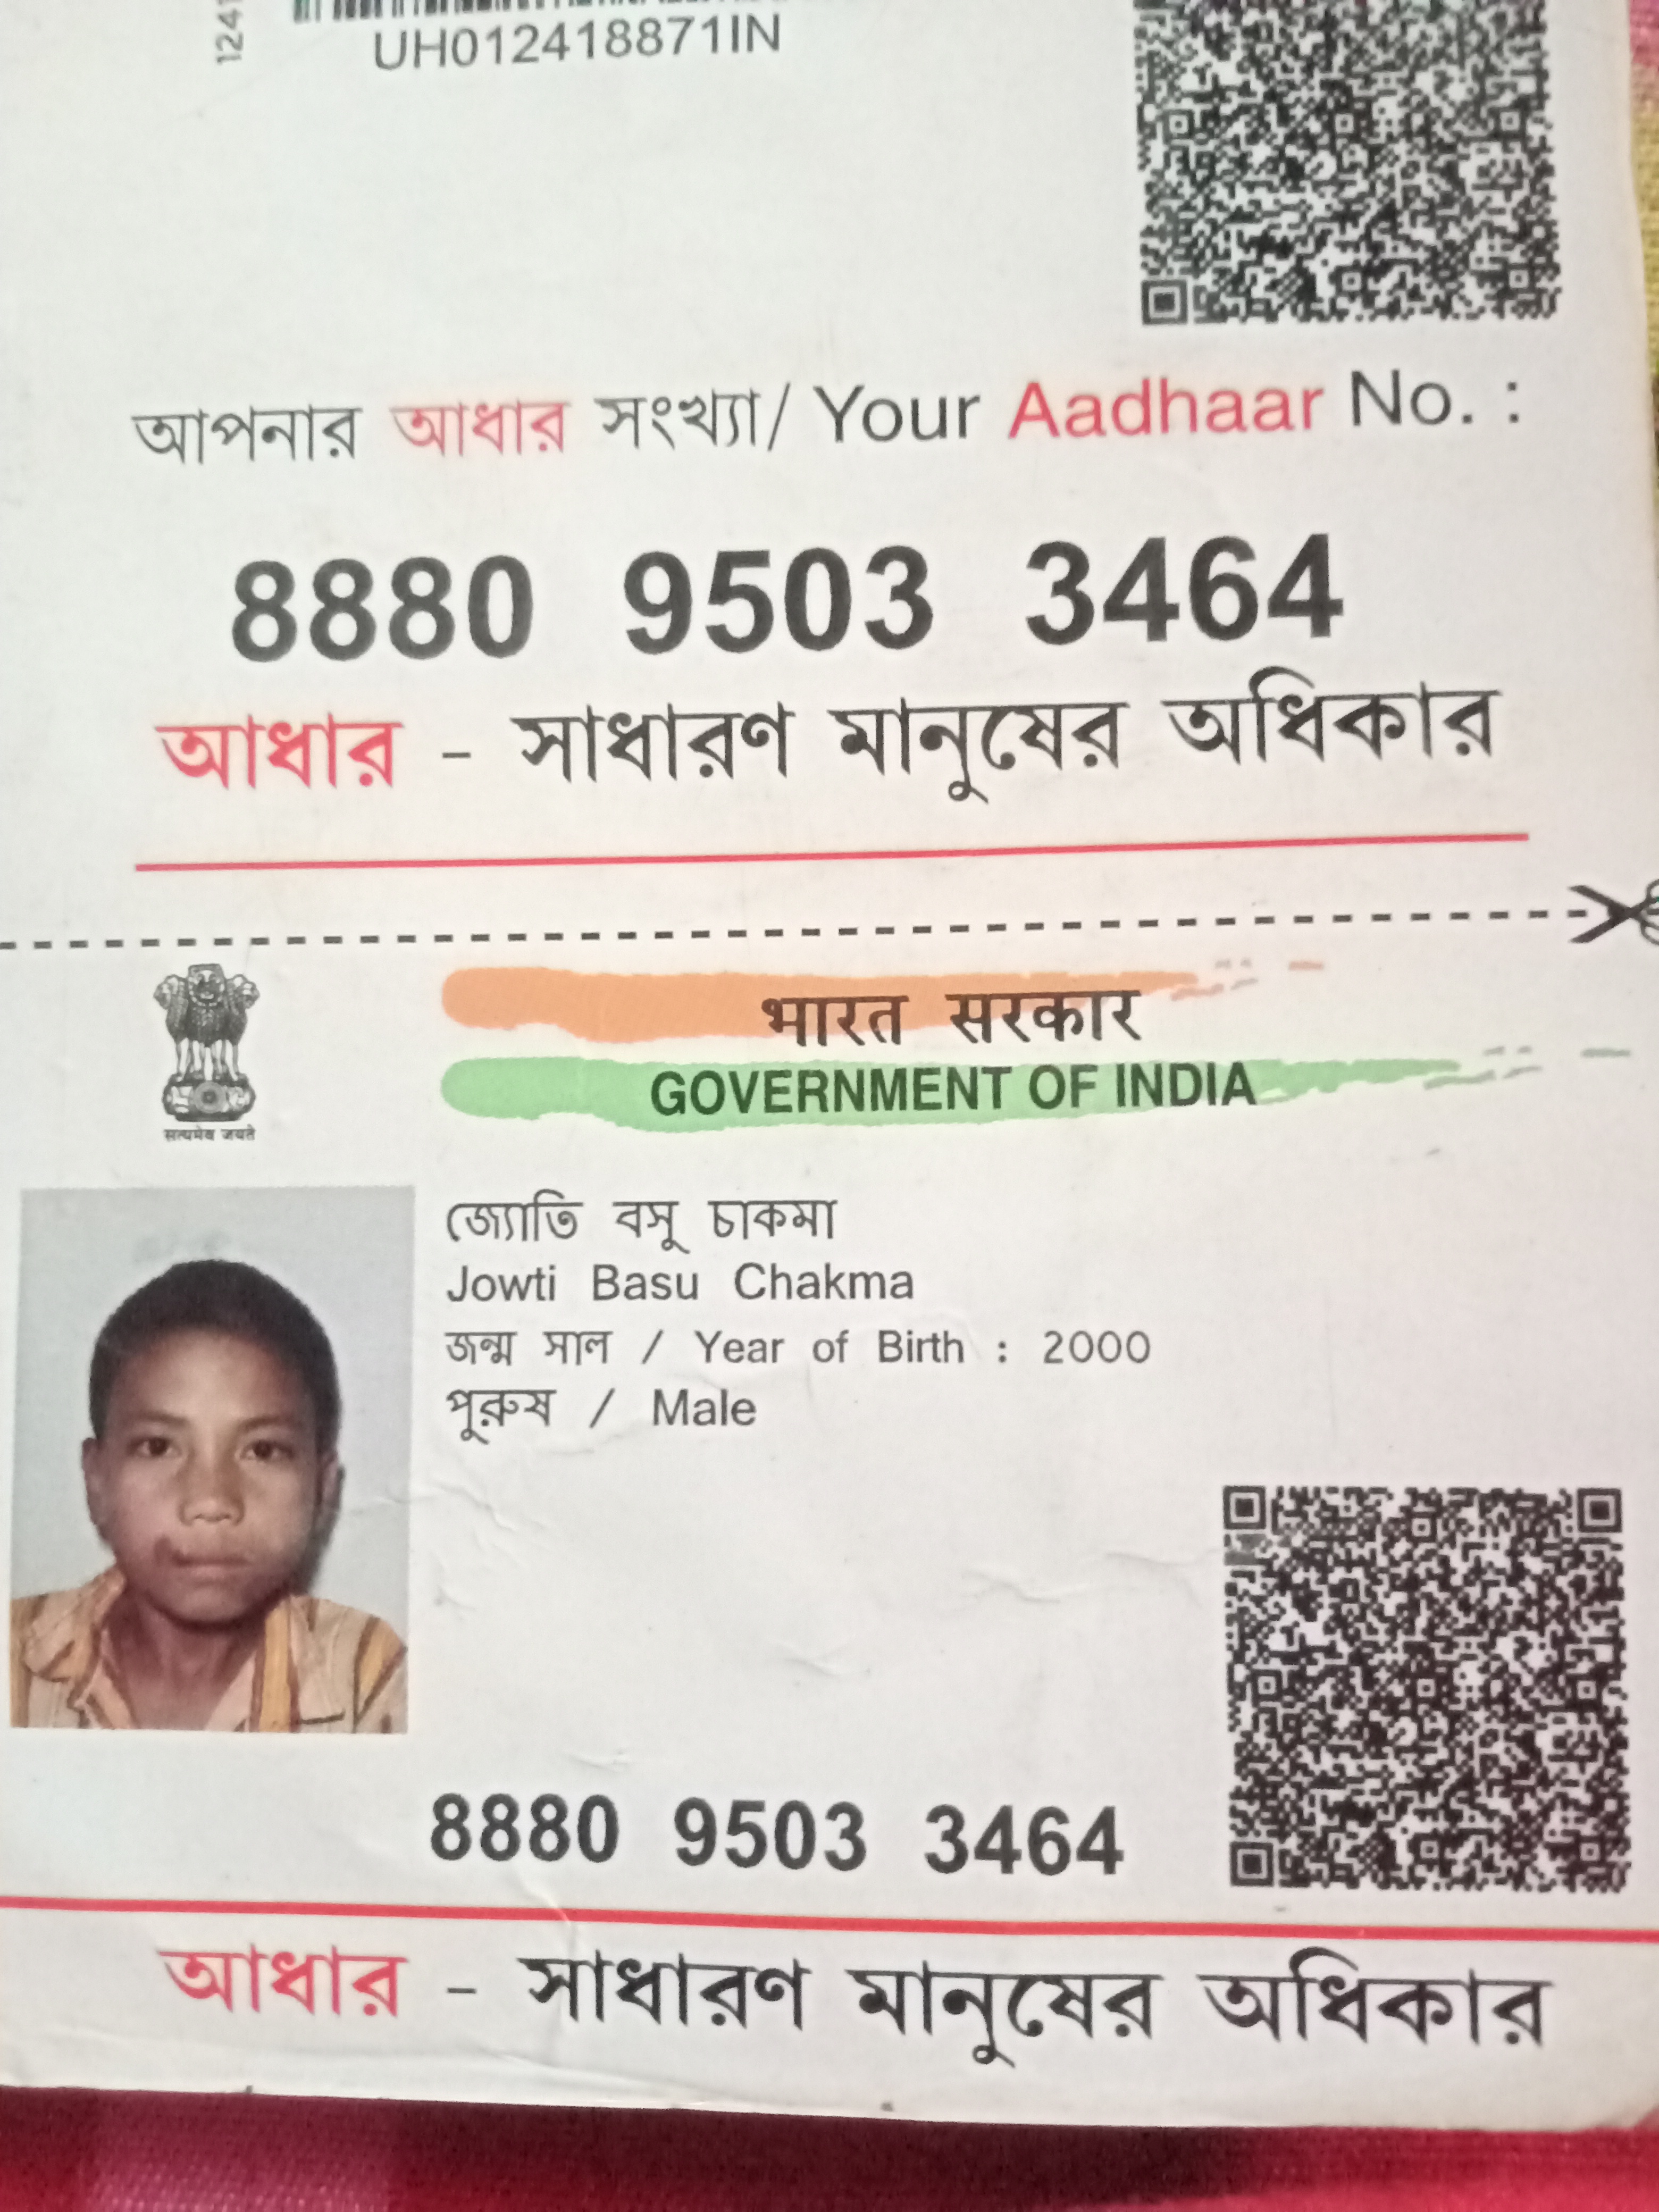 1241
UH012418871IN
আপনার আধার সংখ্যা/ Your Aadhaar No. :
8880 9503 3464
আধার - সাধারণ মানুষের অধিকার
भारत सरकार
GOVERNMENT OF INDIA
सत्यमेव जयते
জ্যোতি বসু চাকমা
Jowti Basu Chakma
জন্ম সাল / Year of Birth : 2000
পুরুষ / Male
8880 9503 3464
আধার - সাধারণ মানুষের অধিকার